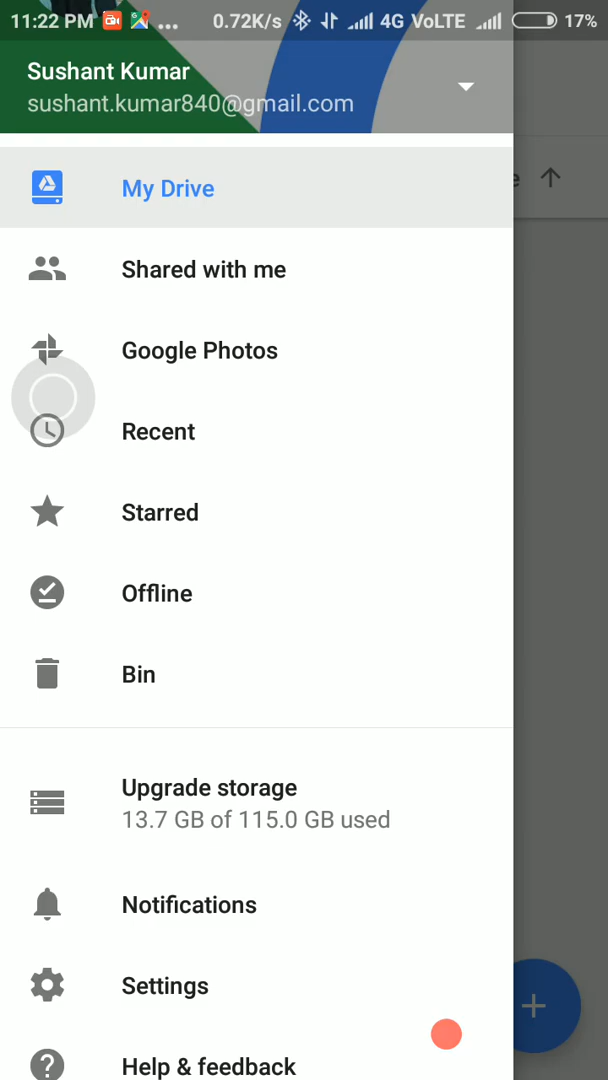 11:22 PM ... 0.72K/s 4G VoLTE 17%
Sushant Kumar
sushant.kumar840@gmail.com
My Drive
e
Shared with me
Google Photos
Recent
Starred
Offline
Bin
Upgrade storage
13.7 GB of 115.0 GB used
Notifications
Settings
Help & feedback